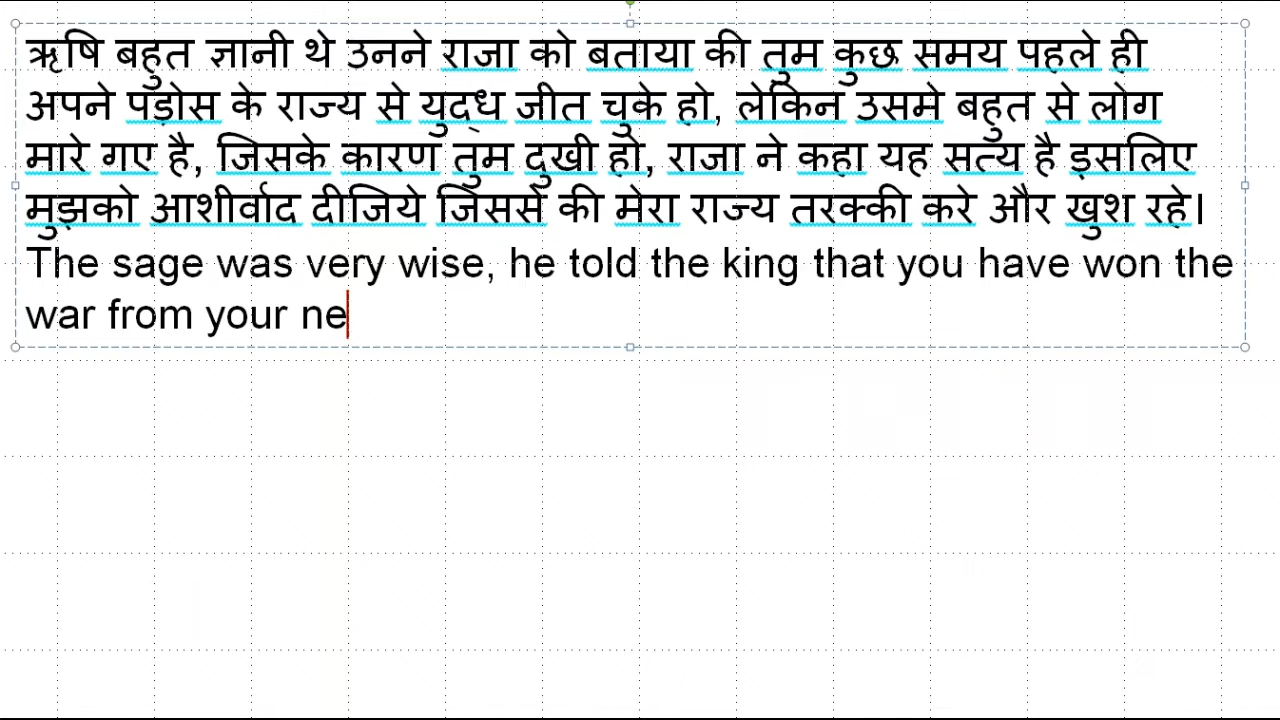 ऋषि बहुत ज्ञानी थे उनने राजा को बताया की तुम कुछ समय पहले ही
अपने पड़ोस के राज्य से युद्ध जीत चुके हो, लेकिन उसमे बहुत से लोग
मारे गए है, जिसके कारण तुम दुखी हो, राजा ने कहा यह सत्य है इसलिए
मुझको आशीर्वाद दीजिये जिससे की मेरा राज्य तरक्की करे और खुश रहे।
The sage was very wise, he told the king that you have won the
war from your ne